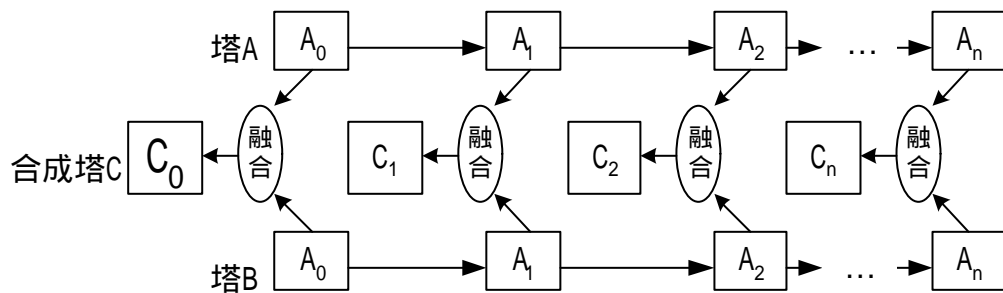 塔A A₀ A₁ A₂ ... Aₙ
融合 融合 融合 融合
合成塔C C₀ C₁ C₂ Cₙ
塔B A₀ A₁ A₂ ... Aₙ